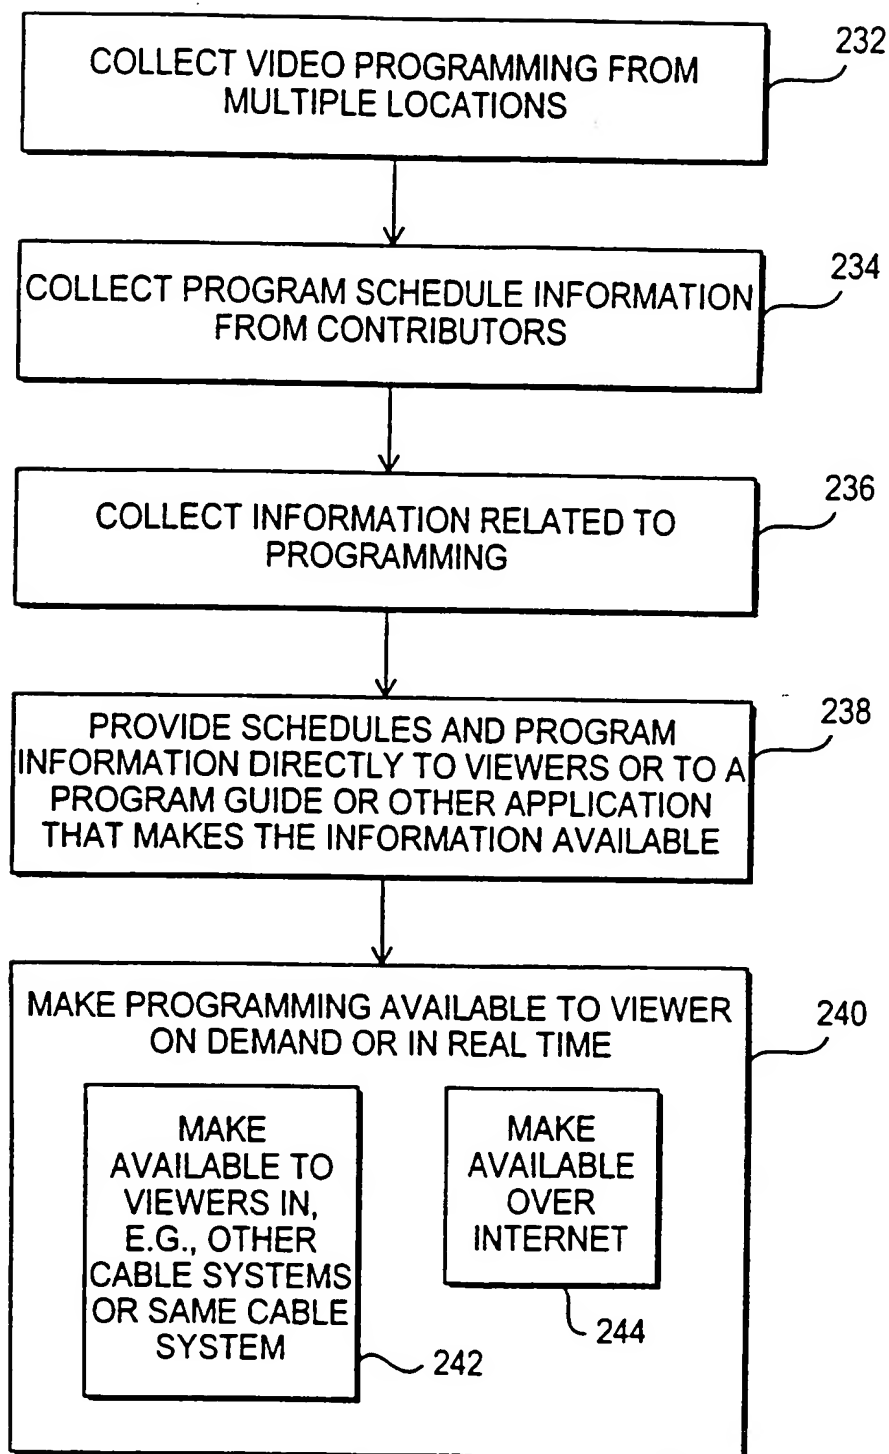 COLLECT VIDEO PROGRAMMING FROM
MULTIPLE LOCATIONS
232
COLLECT PROGRAM SCHEDULE INFORMATION
FROM CONTRIBUTORS
234
COLLECT INFORMATION RELATED TO
PROGRAMMING
236
PROVIDE SCHEDULES AND PROGRAM
INFORMATION DIRECTLY TO VIEWERS OR TO A
PROGRAM GUIDE OR OTHER APPLICATION
THAT MAKES THE INFORMATION AVAILABLE
238
MAKE PROGRAMMING AVAILABLE TO VIEWER
ON DEMAND OR IN REAL TIME
240
MAKE
AVAILABLE TO
VIEWERS IN,
E.G., OTHER
CABLE SYSTEMS
OR SAME CABLE
SYSTEM
242
MAKE
AVAILABLE
OVER
INTERNET
244